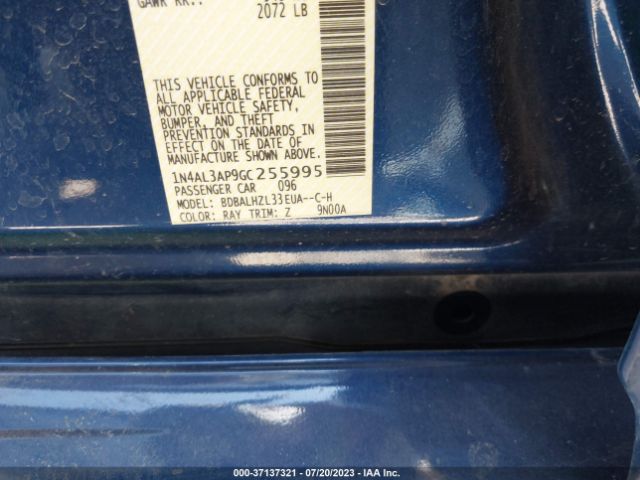 GAWR RR.:
2072 LB
THIS VEHICLE CONFORMS TO
ALL APPLICABLE FEDERAL
MOTOR VEHICLE SAFETY,
BUMPER, AND THEFT
PREVENTION STANDARDS IN
EFFECT ON THE DATE OF
MANUFACTURE SHOWN ABOVE.
1N4AL3AP9GC255995
PASSENGER CAR 096
MODEL: BDBALHZL33EUA--C-H
COLOR: RAY TRIM: Z 9N00A
000-37137321 | 07/20/2023 | IAA Inc.